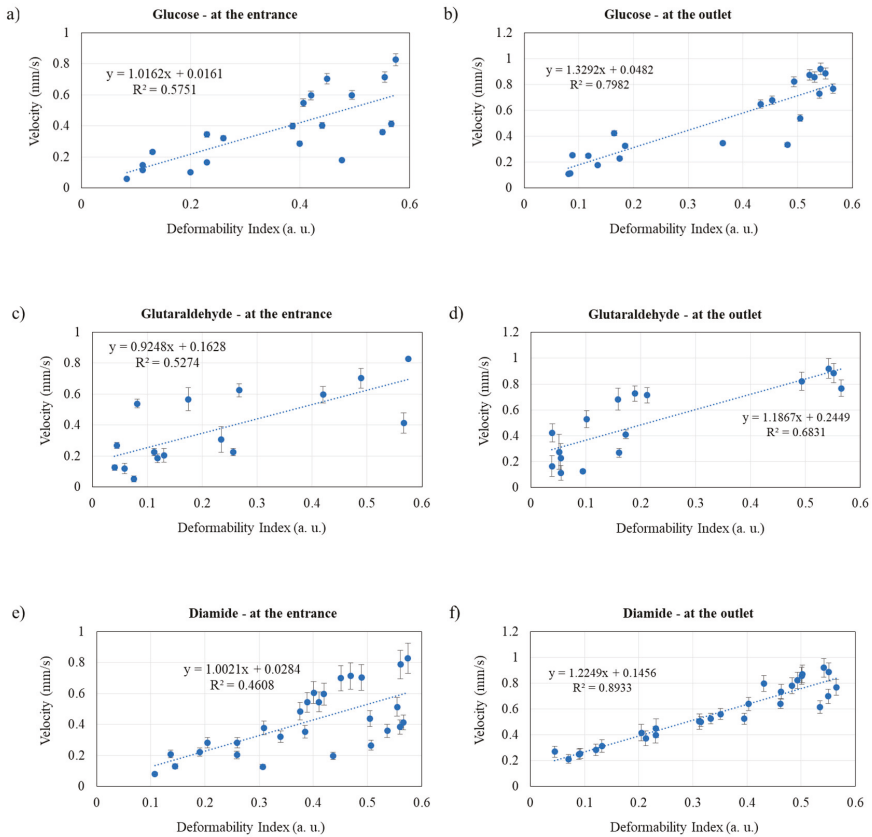 a)
Glucose - at the entrance
y = 1.0162x + 0.0161
R² = 0.5751
Velocity (mm/s)
1
0.8
0.6
0.4
0.2
0
0 0.2 0.4 0.6
Deformability Index (a. u.)
b)
Glucose - at the outlet
y = 1.3292x + 0.0482
R² = 0.7982
Velocity (mm/s)
1.2
1
0.8
0.6
0.4
0.2
0
0 0.1 0.2 0.3 0.4 0.5 0.6
Deformability Index (a. u.)
c)
Glutaraldehyde - at the entrance
y = 0.9248x + 0.1628
R² = 0.5274
Velocity (mm/s)
1
0.8
0.6
0.4
0.2
0
0 0.1 0.2 0.3 0.4 0.5 0.6
Deformability Index (a. u.)
d)
Glutaraldehyde - at the outlet
y = 1.1867x + 0.2449
R² = 0.6831
Velocity (mm/s)
1.2
1
0.8
0.6
0.4
0.2
0
0 0.1 0.2 0.3 0.4 0.5 0.6
Deformability Index (a. u.)
e)
Diamide - at the entrance
y = 1.0021x + 0.0284
R² = 0.4608
Velocity (mm/s)
1
0.8
0.6
0.4
0.2
0
0 0.1 0.2 0.3 0.4 0.5 0.6
Deformability Index (a. u.)
f)
Diamide - at the outlet
y = 1.2249x + 0.1456
R² = 0.8933
Velocity (mm/s)
1.2
1
0.8
0.6
0.4
0.2
0
0 0.1 0.2 0.3 0.4 0.5 0.6
Deformability Index (a. u.)